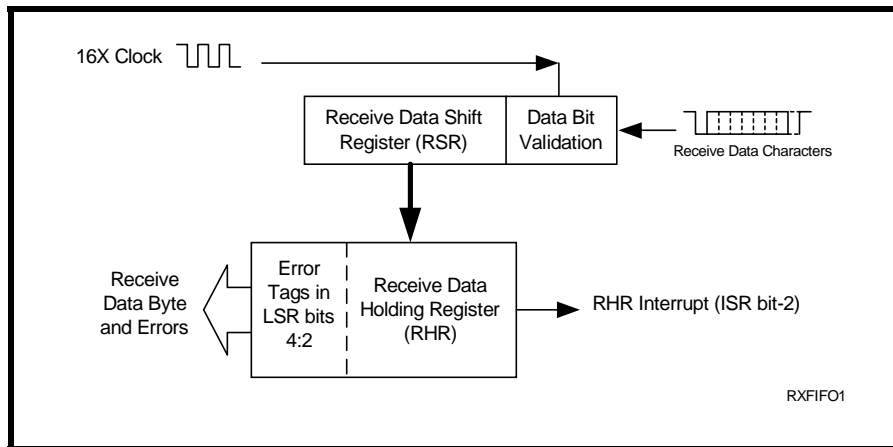 16X Clock
Receive Data Shift
Register (RSR)
Data Bit
Validation
Receive Data Characters
Receive
Data Byte
and Errors
Error
Tags in
LSR bits
4:2
Receive Data
Holding Register
(RHR)
RHR Interrupt (ISR bit-2)
RXFIFO1